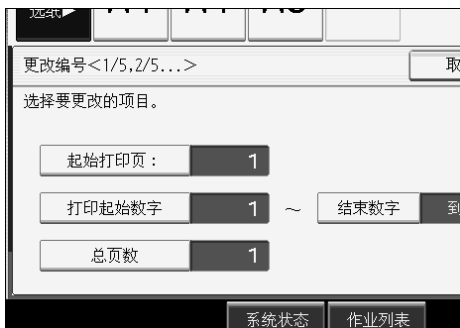 选纸▶
更改编号<1/5,2/5...> 取
选择要更改的项目。
起始打印页： 1
打印起始数字 1 ～ 结束数字 到
总页数 1
系统状态 作业列表